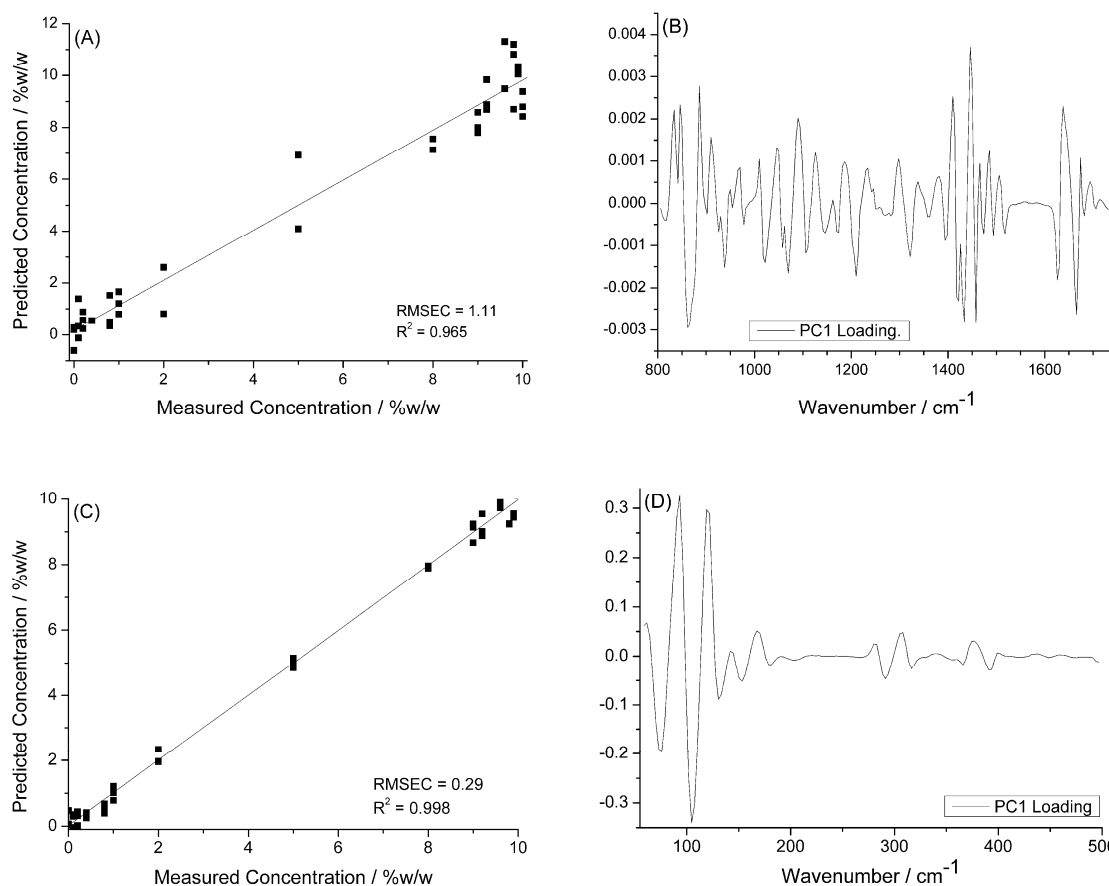 (A)
Predicted Concentration / %w/w
12
10
8
6
4
2
0
RMSEC = 1.11
R² = 0.965
0 2 4 6 8 10
Measured Concentration / %w/w
(B)
0.004
0.003
0.002
0.001
0.000
-0.001
-0.002
-0.003
PC1 Loading.
800 1000 1200 1400 1600
Wavenumber / cm⁻¹
(C)
Predicted Concentration / %w/w
10
8
6
4
2
0
RMSEC = 0.29
R² = 0.998
0 2 4 6 8 10
Measured Concentration / %w/w
(D)
0.3
0.2
0.1
0.0
-0.1
-0.2
-0.3
PC1 Loading
100 200 300 400 500
Wavenumber / cm⁻¹